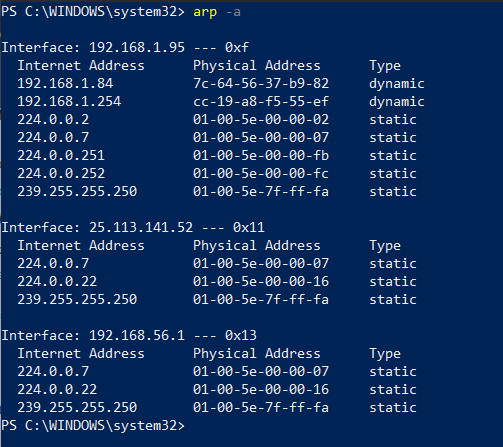 PS C:\WINDOWS\system32> arp -a
Interface: 192.168.1.95 --- 0xf
Internet Address Physical Address Type
192.168.1.84 7c-64-56-37-b9-82 dynamic
192.168.1.254 cc-19-a8-f5-55-ef dynamic
224.0.0.2 01-00-5e-00-00-02 static
224.0.0.7 01-00-5e-00-00-07 static
224.0.0.251 01-00-5e-00-00-fb static
224.0.0.252 01-00-5e-00-00-fc static
239.255.255.250 01-00-5e-7f-ff-fa static
Interface: 25.113.141.52 --- 0x11
Internet Address Physical Address Type
224.0.0.7 01-00-5e-00-00-07 static
224.0.0.22 01-00-5e-00-00-16 static
239.255.255.250 01-00-5e-7f-ff-fa static
Interface: 192.168.56.1 --- 0x13
Internet Address Physical Address Type
224.0.0.7 01-00-5e-00-00-07 static
224.0.0.22 01-00-5e-00-00-16 static
239.255.255.250 01-00-5e-7f-ff-fa static
PS C:\WINDOWS\system32>